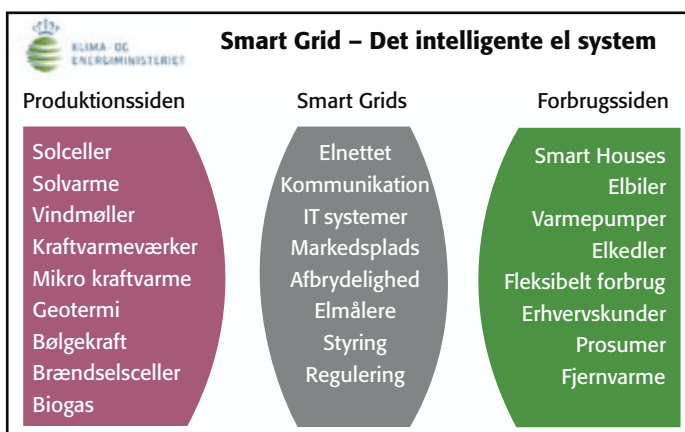 KLIMA- OG
ENERGIMINISTERIET
Smart Grid – Det intelligente el system
Produktionssiden
Solceller
Solvarme
Vindmøller
Kraftvarmeværker
Mikro kraftvarme
Geotermi
Bølgekraft
Brændselsceller
Biogas
Smart Grids
Elnettet
Kommunikation
IT systemer
Markedsplads
Afbrydelighed
Elmålere
Styring
Regulering
Forbrugssiden
Smart Houses
Elbiler
Varmepumper
Elkedler
Fleksibelt forbrug
Erhvervskunder
Prosumer
Fjernvarme